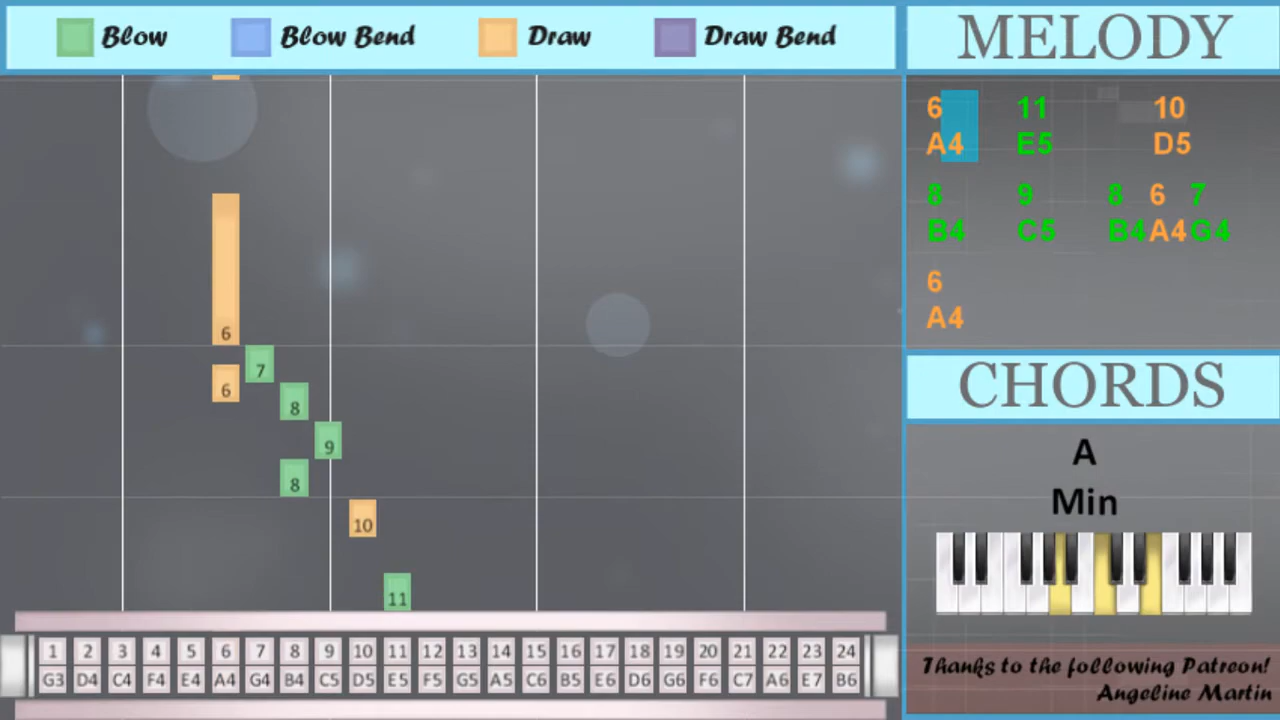 Blow Blow Bend Draw Draw Bend
MELODY
6 11 10
A4 E5 D5
8 9 8 6 7
B4 C5 B4 A4 G4
6
A4
CHORDS
A
Min
6
7
6
8
9
8
10
11
1 2 3 4 5 6 7 8 9 10 11 12 13 14 15 16 17 18 19 20 21 22 23 24
G3 D4 C4 F4 E4 A4 G4 B4 C5 D5 E5 F5 G5 A5 C6 B5 E6 D6 G6 F6 C7 A6 E7 B6
Thanks to the following Patreon!
Angeline Martin